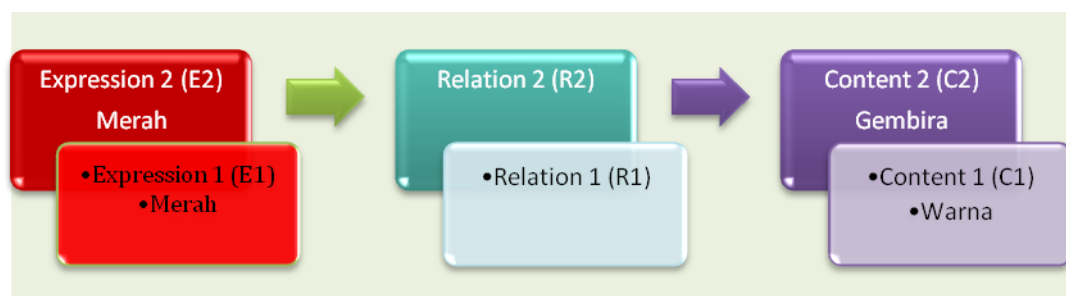 Expression 2 (E2)
Merah
•Expression 1 (E1)
•Merah
Relation 2 (R2)
•Relation 1 (R1)
Content 2 (C2)
Gembira
•Content 1 (C1)
•Warna